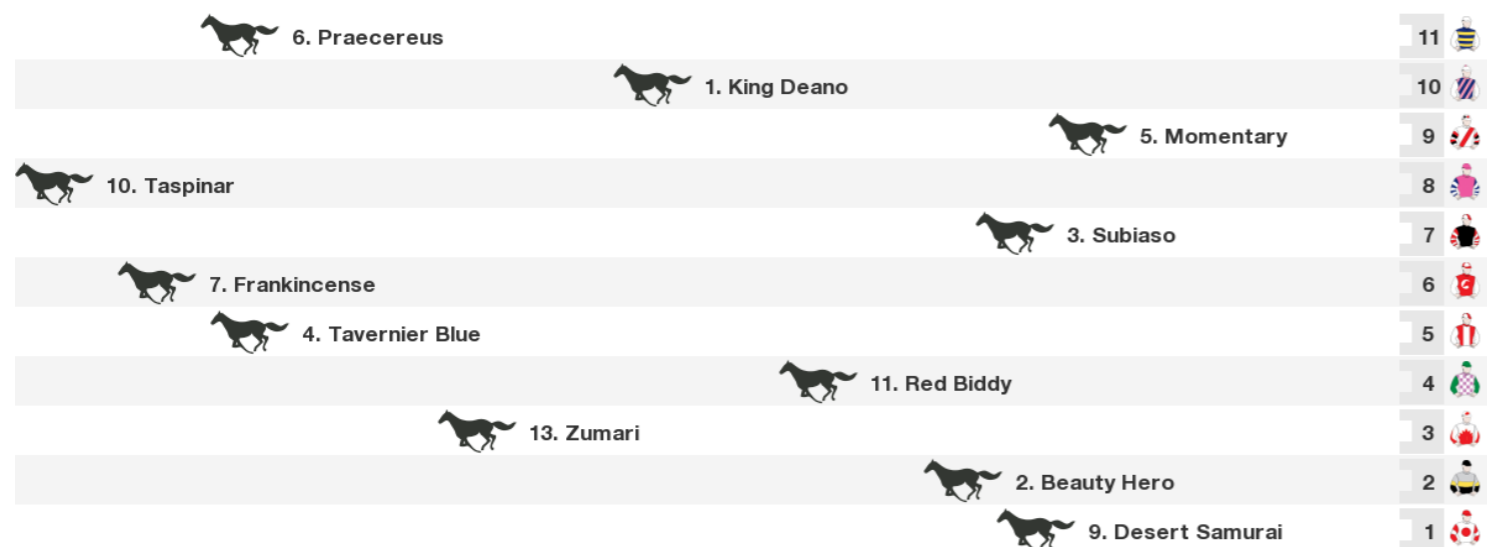 6. Praecereus 11
1. King Deano 10
5. Momentary 9
10. Taspinar 8
3. Subiaso 7
7. Frankincense 6
4. Tavernier Blue 5
11. Red Biddy 4
13. Zumari 3
2. Beauty Hero 2
9. Desert Samurai 1